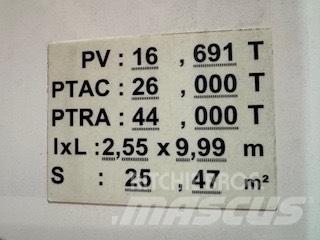 PV : 16 , 691 T
PTAC : 26 , 000 T
PTRA : 44 , 000 T
lxL : 2,55 x 9,99 m
S : 25 , 47 m²
MASCUS